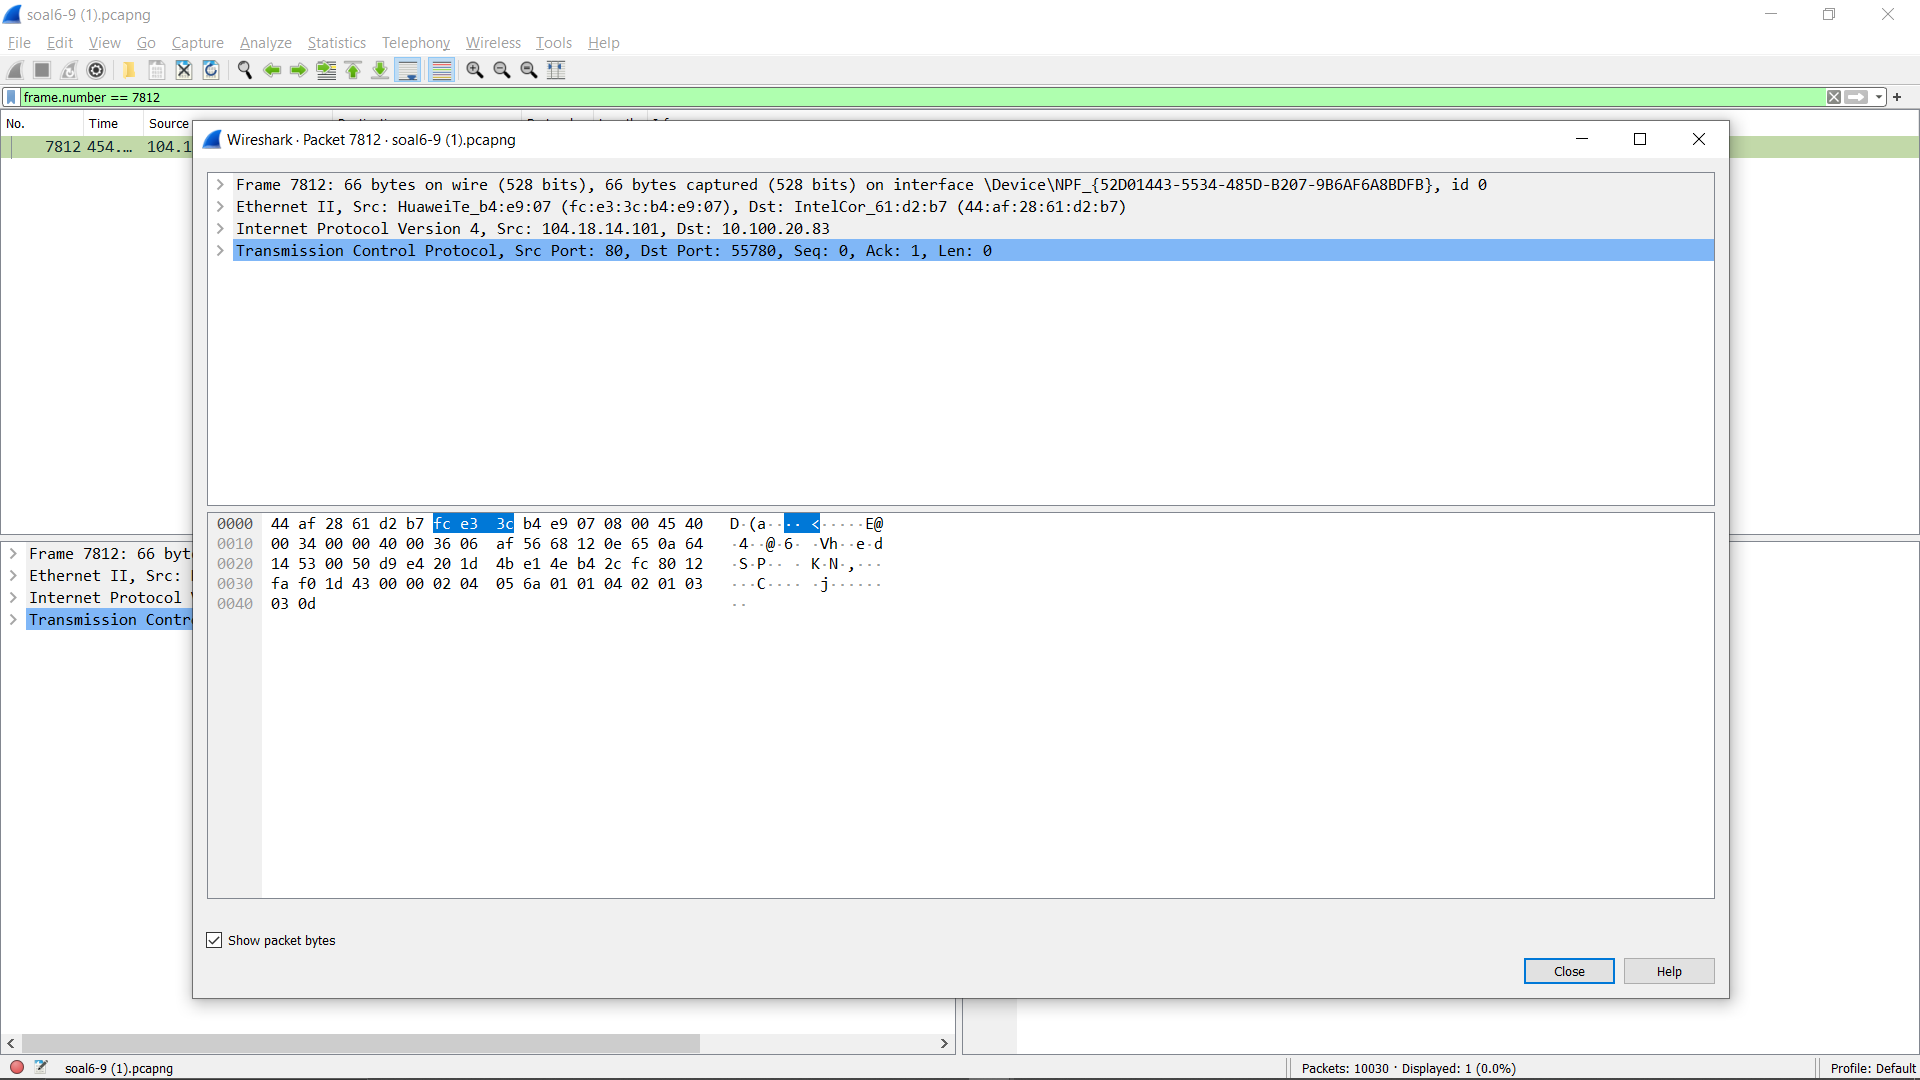 soal6-9 (1).pcapng
File Edit View Go Capture Analyze Statistics Telephony Wireless Tools Help
frame.number == 7812
No. Time Source
7812 454.… 104.1
Wireshark · Packet 7812 · soal6-9 (1).pcapng
Frame 7812: 66 bytes on wire (528 bits), 66 bytes captured (528 bits) on interface \Device\NPF_{52D01443-5534-485D-B207-9B6AF6A8BDFB}, id 0
Ethernet II, Src: HuaweiTe_b4:e9:07 (fc:e3:3c:b4:e9:07), Dst: IntelCor_61:d2:b7 (44:af:28:61:d2:b7)
Internet Protocol Version 4, Src: 104.18.14.101, Dst: 10.100.20.83
Transmission Control Protocol, Src Port: 80, Dst Port: 55780, Seq: 0, Ack: 1, Len: 0
0000 44 af 28 61 d2 b7 fc e3 3c b4 e9 07 08 00 45 40 D·(a····<·····E@
0010 00 34 00 00 40 00 36 06 af 56 68 12 0e 65 0a 64 ·4··@·6· ·Vh··e·d
0020 14 53 00 50 d9 e4 20 1d 4b e1 4e b4 2c fc 80 12 ·S·P·· · K·N·,···
0030 fa f0 1d 43 00 00 02 04 05 6a 01 01 04 02 01 03 ···C···· ·j······
0040 03 0d ··
Frame 7812: 66 byt
Ethernet II, Src:
Internet Protocol
Transmission Contr
Show packet bytes
Close Help
soal6-9 (1).pcapng Packets: 10030 · Displayed: 1 (0.0%) Profile: Default